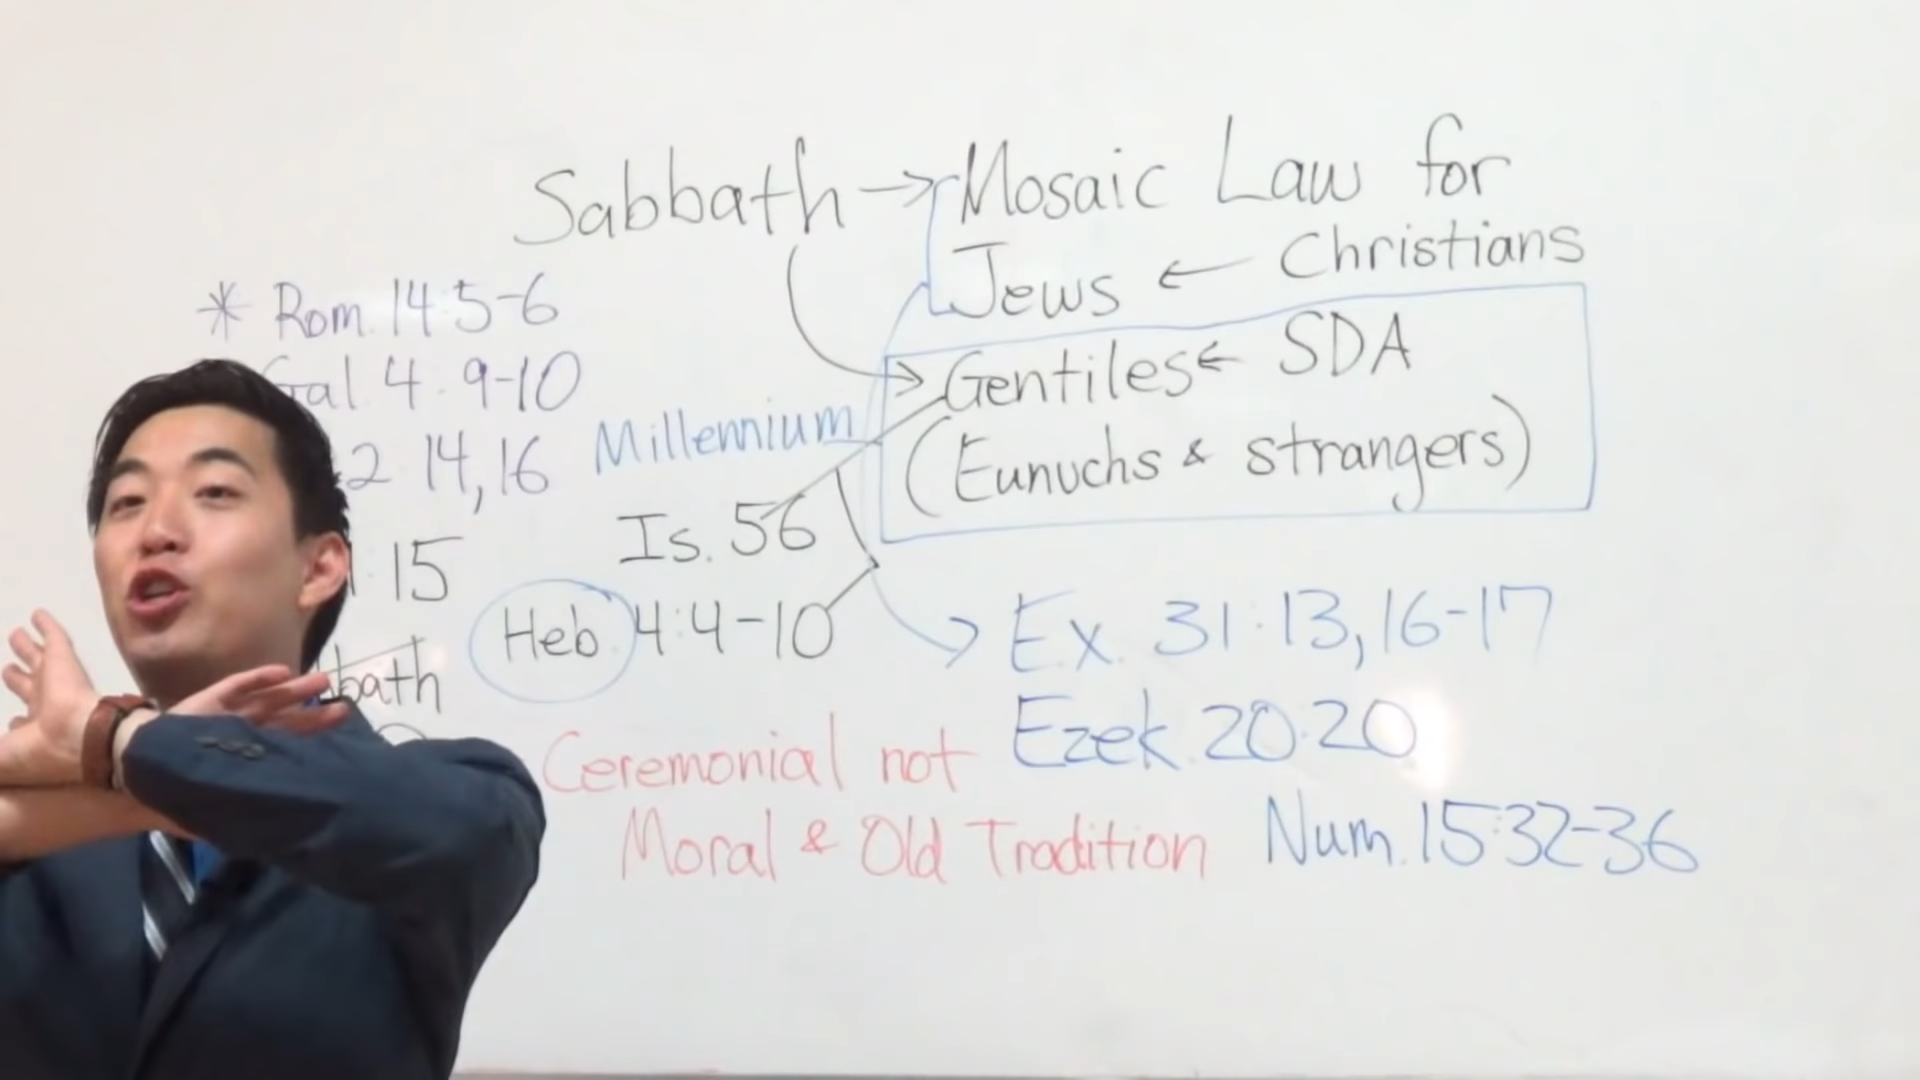 Sabbath → Mosaic Law for
Jews ← Christians
Gentiles ← SDA
(Eunuchs & strangers)
* Rom. 14:5-6
Gal 4:9-10
2 14,16
15
Millennium
Is. 56
Heb. 4:4-10
Ex. 31:13,16-17
Ezek. 20:20
Num. 15:32-36
Ceremonial not
Moral & Old Tradition